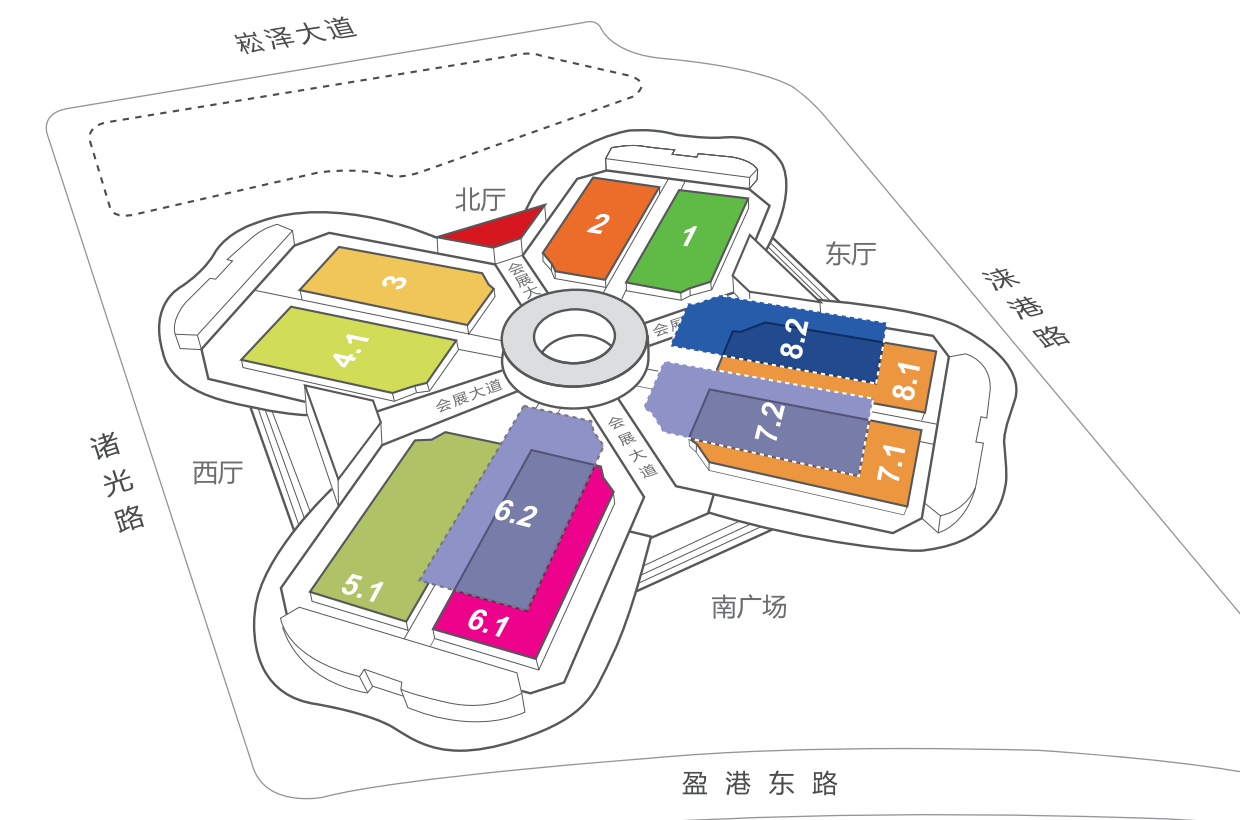 崧泽大道
北厅
2
1
东厅
涞港路
3
会展大
会展
8.2
8.1
4.1
会展大道
7.2
7.1
会展大道
诸光路
西厅
6.2
5.1
6.1
南广场
盈港东路